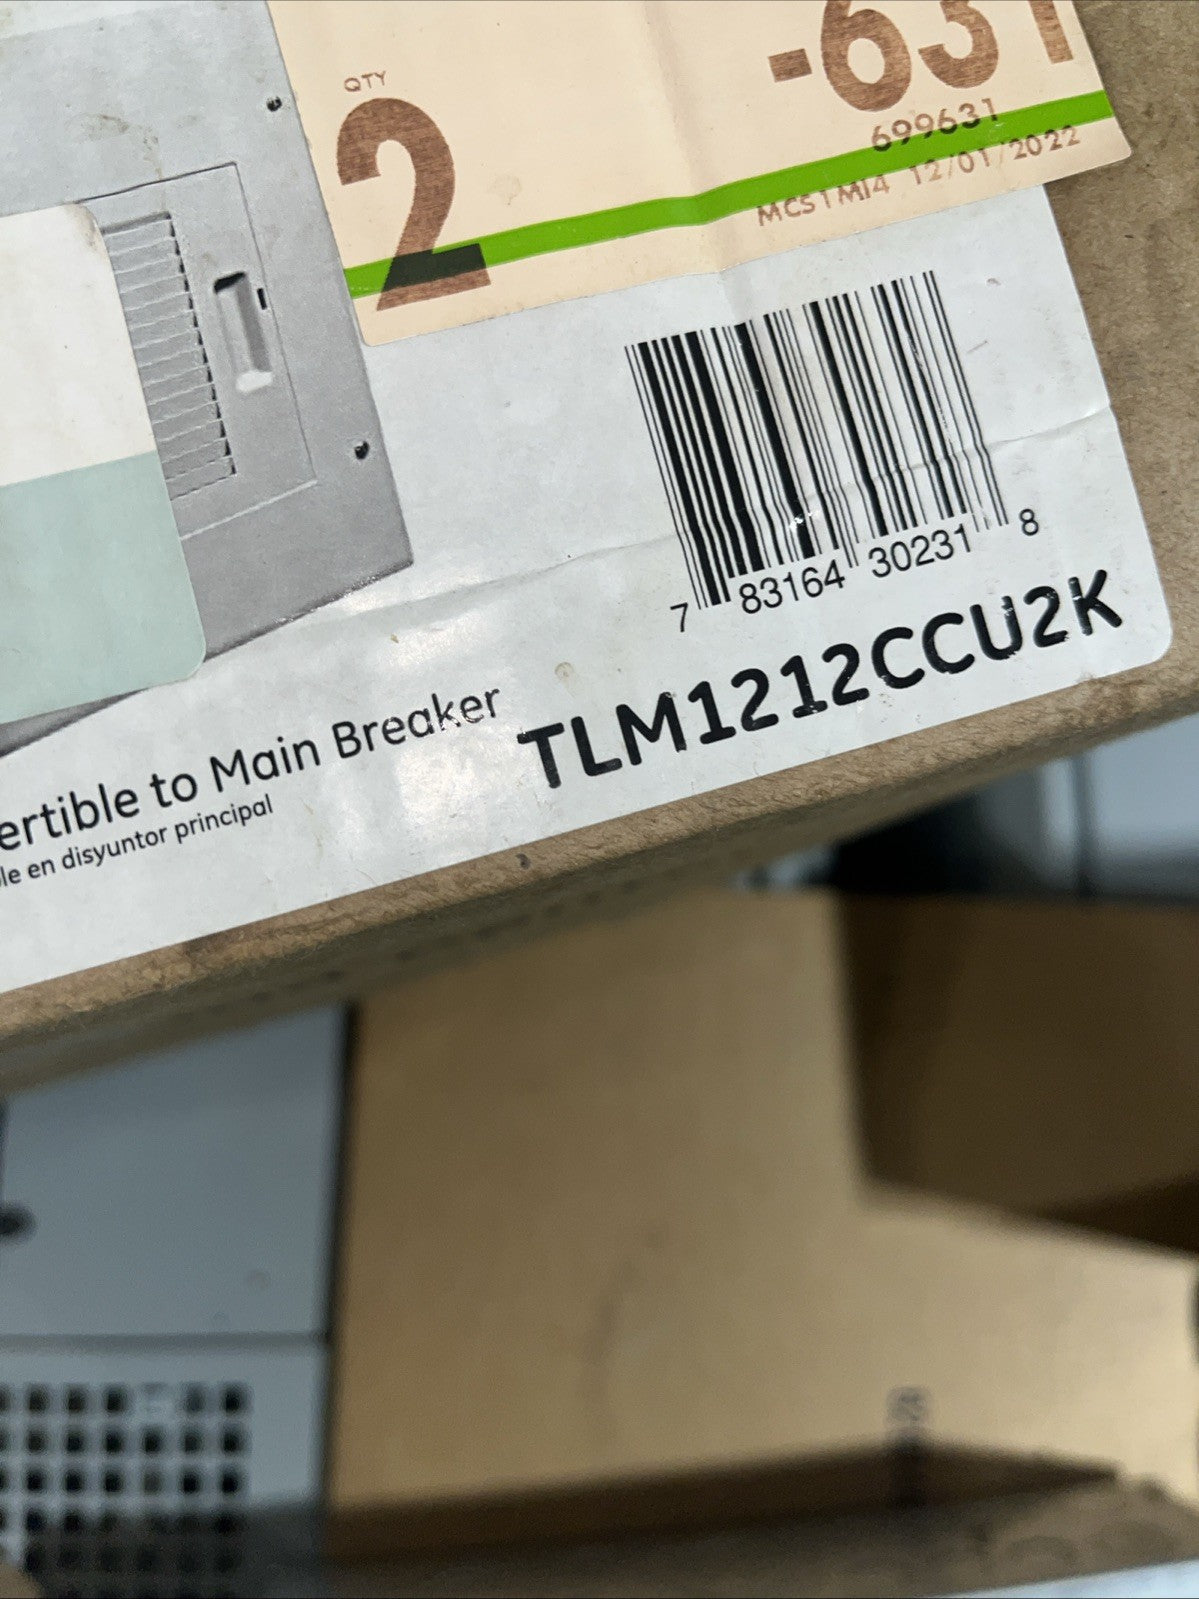 QTY
2
-631
699631
MCS1MI4 12/01/2022
7 83164 30231 8
TLM1212CCU2K
ertible to Main Breaker
le en disyuntor principal